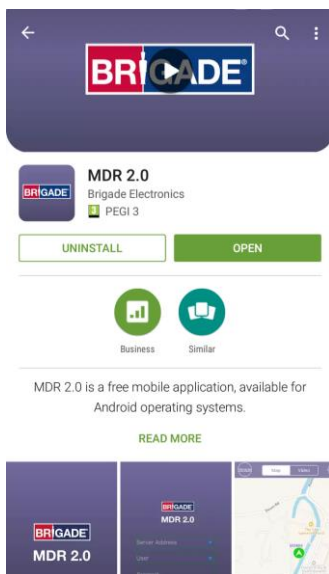 BRIGADE
BRIGADE
MDR 2.0
Brigade Electronics
3 PEGI 3
UNINSTALL
OPEN
Business
Similar
MDR 2.0 is a free mobile application, available for
Android operating systems.
READ MORE
BRIGADE
MDR 2.0
BRIGADE
MDR 2.0
Server Address
User
Map
Video